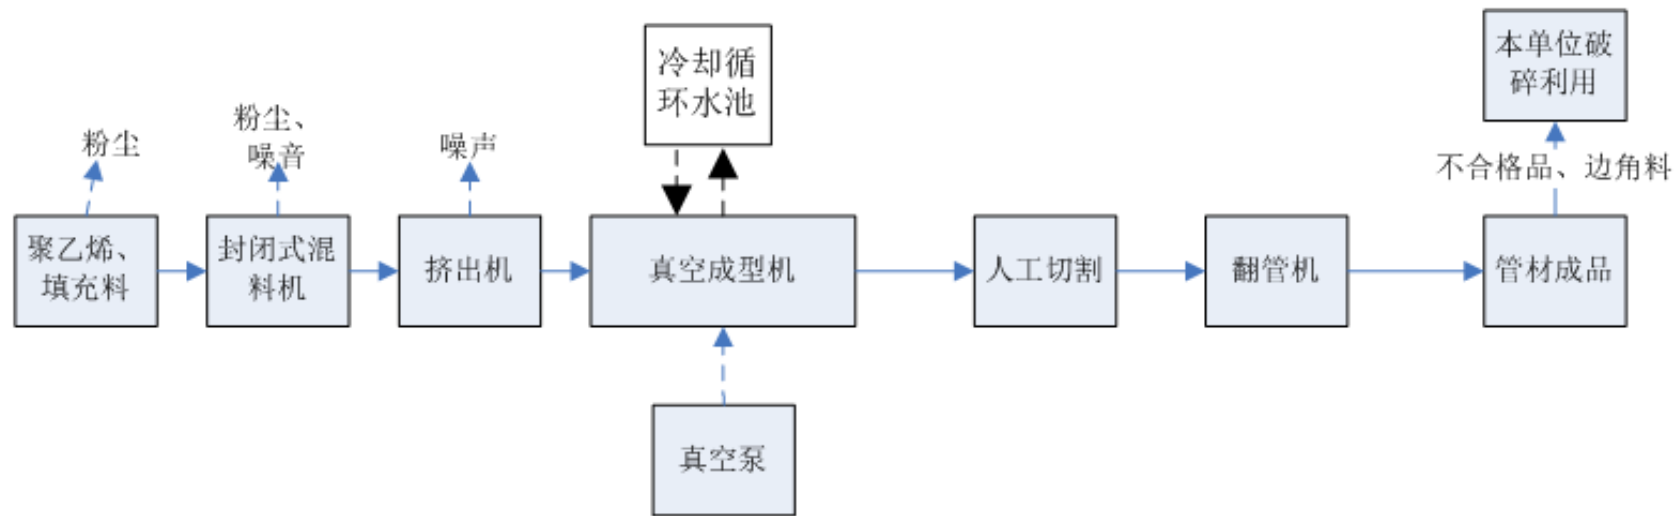 本单位破
碎利用
冷却循
环水池
粉尘
粉尘、
噪音
噪声
不合格品、边角料
聚乙烯、
填充料
封闭式混
料机
挤出机
真空成型机
人工切割
翻管机
管材成品
真空泵